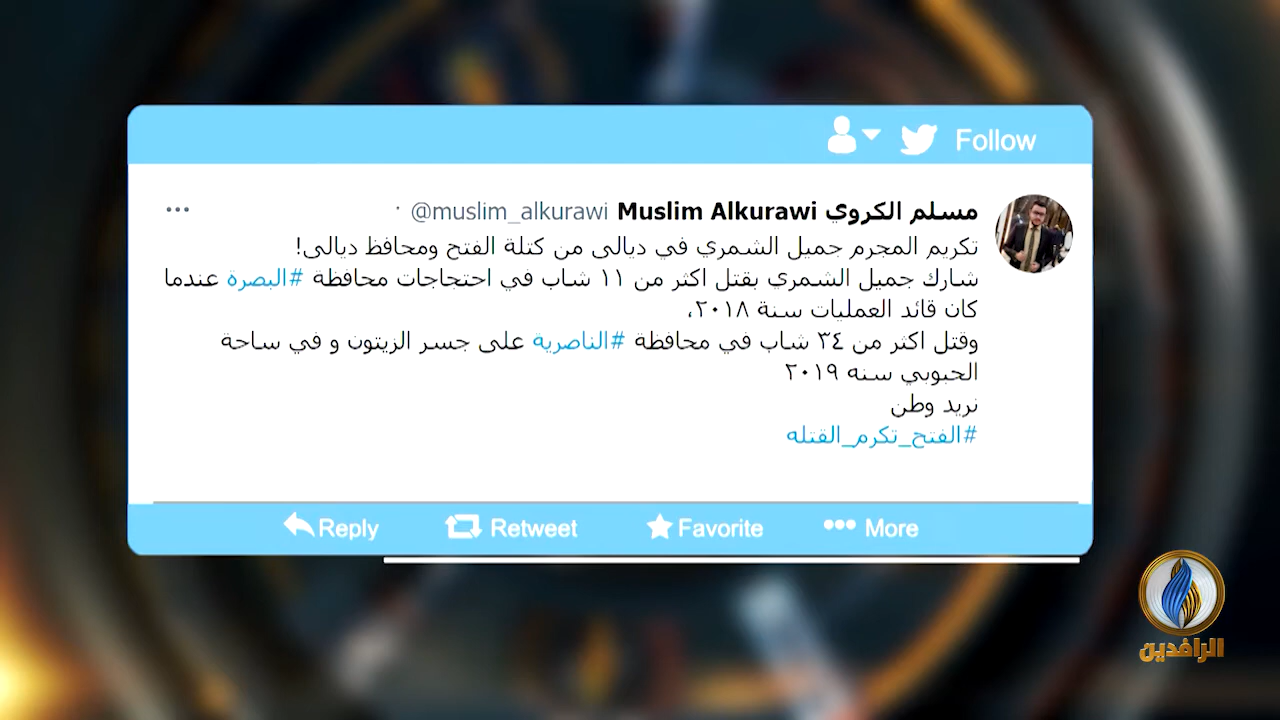 Follow
مسلم الكروي Muslim Alkurawi @muslim_alkurawi ·
تكريم المجرم جميل الشمري في ديالى من كتلة الفتح ومحافظ ديالى!
شارك جميل الشمري بقتل اكثر من ١١ شاب في احتجاجات محافظة #البصرة عندما
كان قائد العمليات سنة ٢٠١٨،
وقتل اكثر من ٣٤ شاب في محافظة #الناصرية على جسر الزيتون و في ساحة
الحبوبي سنه ٢٠١٩
نريد وطن
#الفتح_تكرم_القتله
Reply Retweet Favorite More
الرافدين